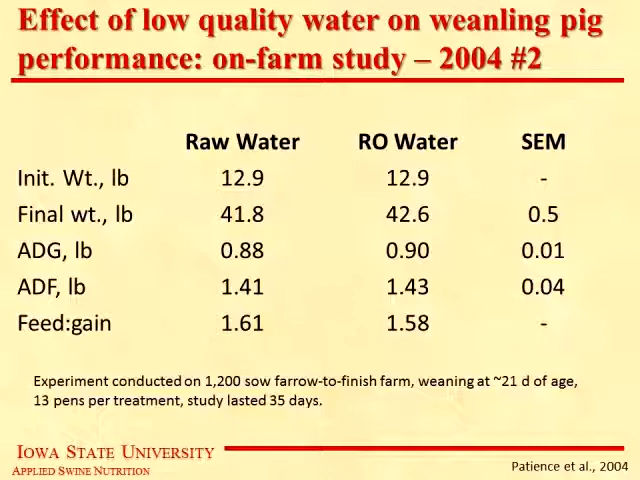 Effect of low quality water on weanling pig
performance: on-farm study – 2004 #2
Raw Water RO Water SEM
Init. Wt., lb 12.9 12.9 -
Final wt., lb 41.8 42.6 0.5
ADG, lb 0.88 0.90 0.01
ADF, lb 1.41 1.43 0.04
Feed:gain 1.61 1.58 -
Experiment conducted on 1,200 sow farrow-to-finish farm, weaning at ~21 d of age,
13 pens per treatment, study lasted 35 days.
IOWA STATE UNIVERSITY
APPLIED SWINE NUTRITION
Patience et al., 2004